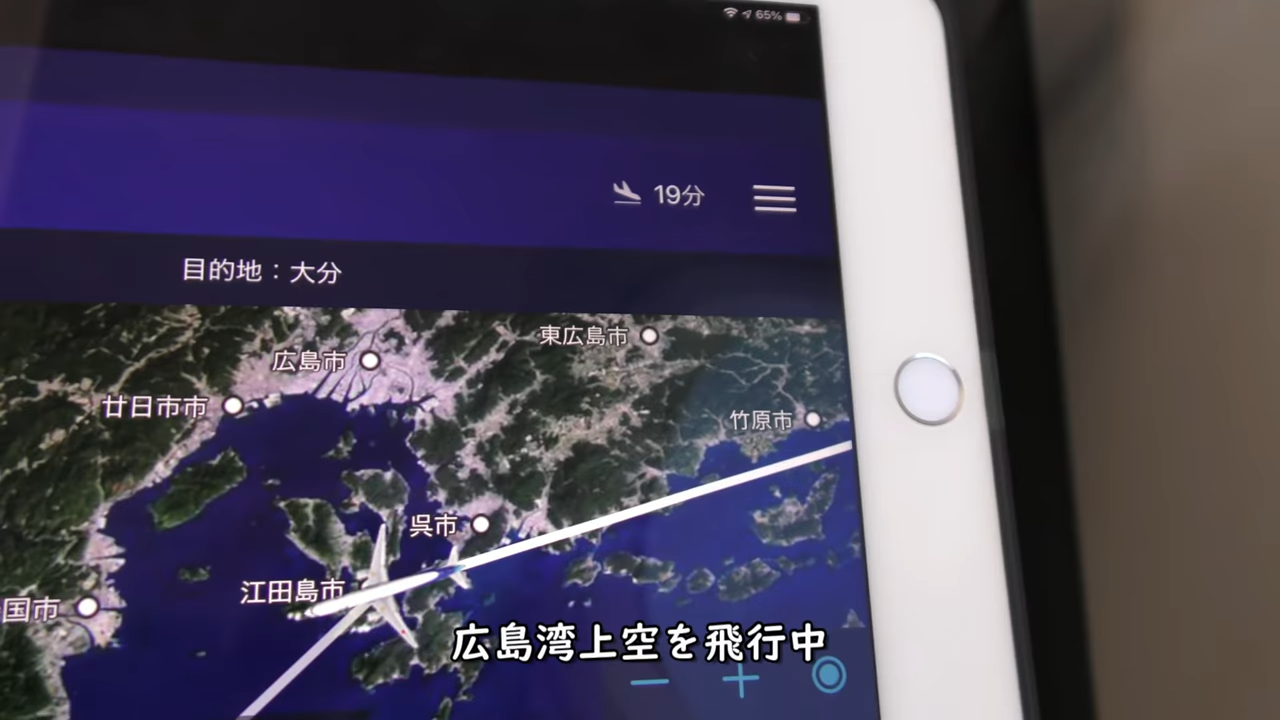 65%
19分
目的地：大分
東広島市
広島市
廿日市市
竹原市
呉市
江田島市
国市
広島湾上空を飛行中